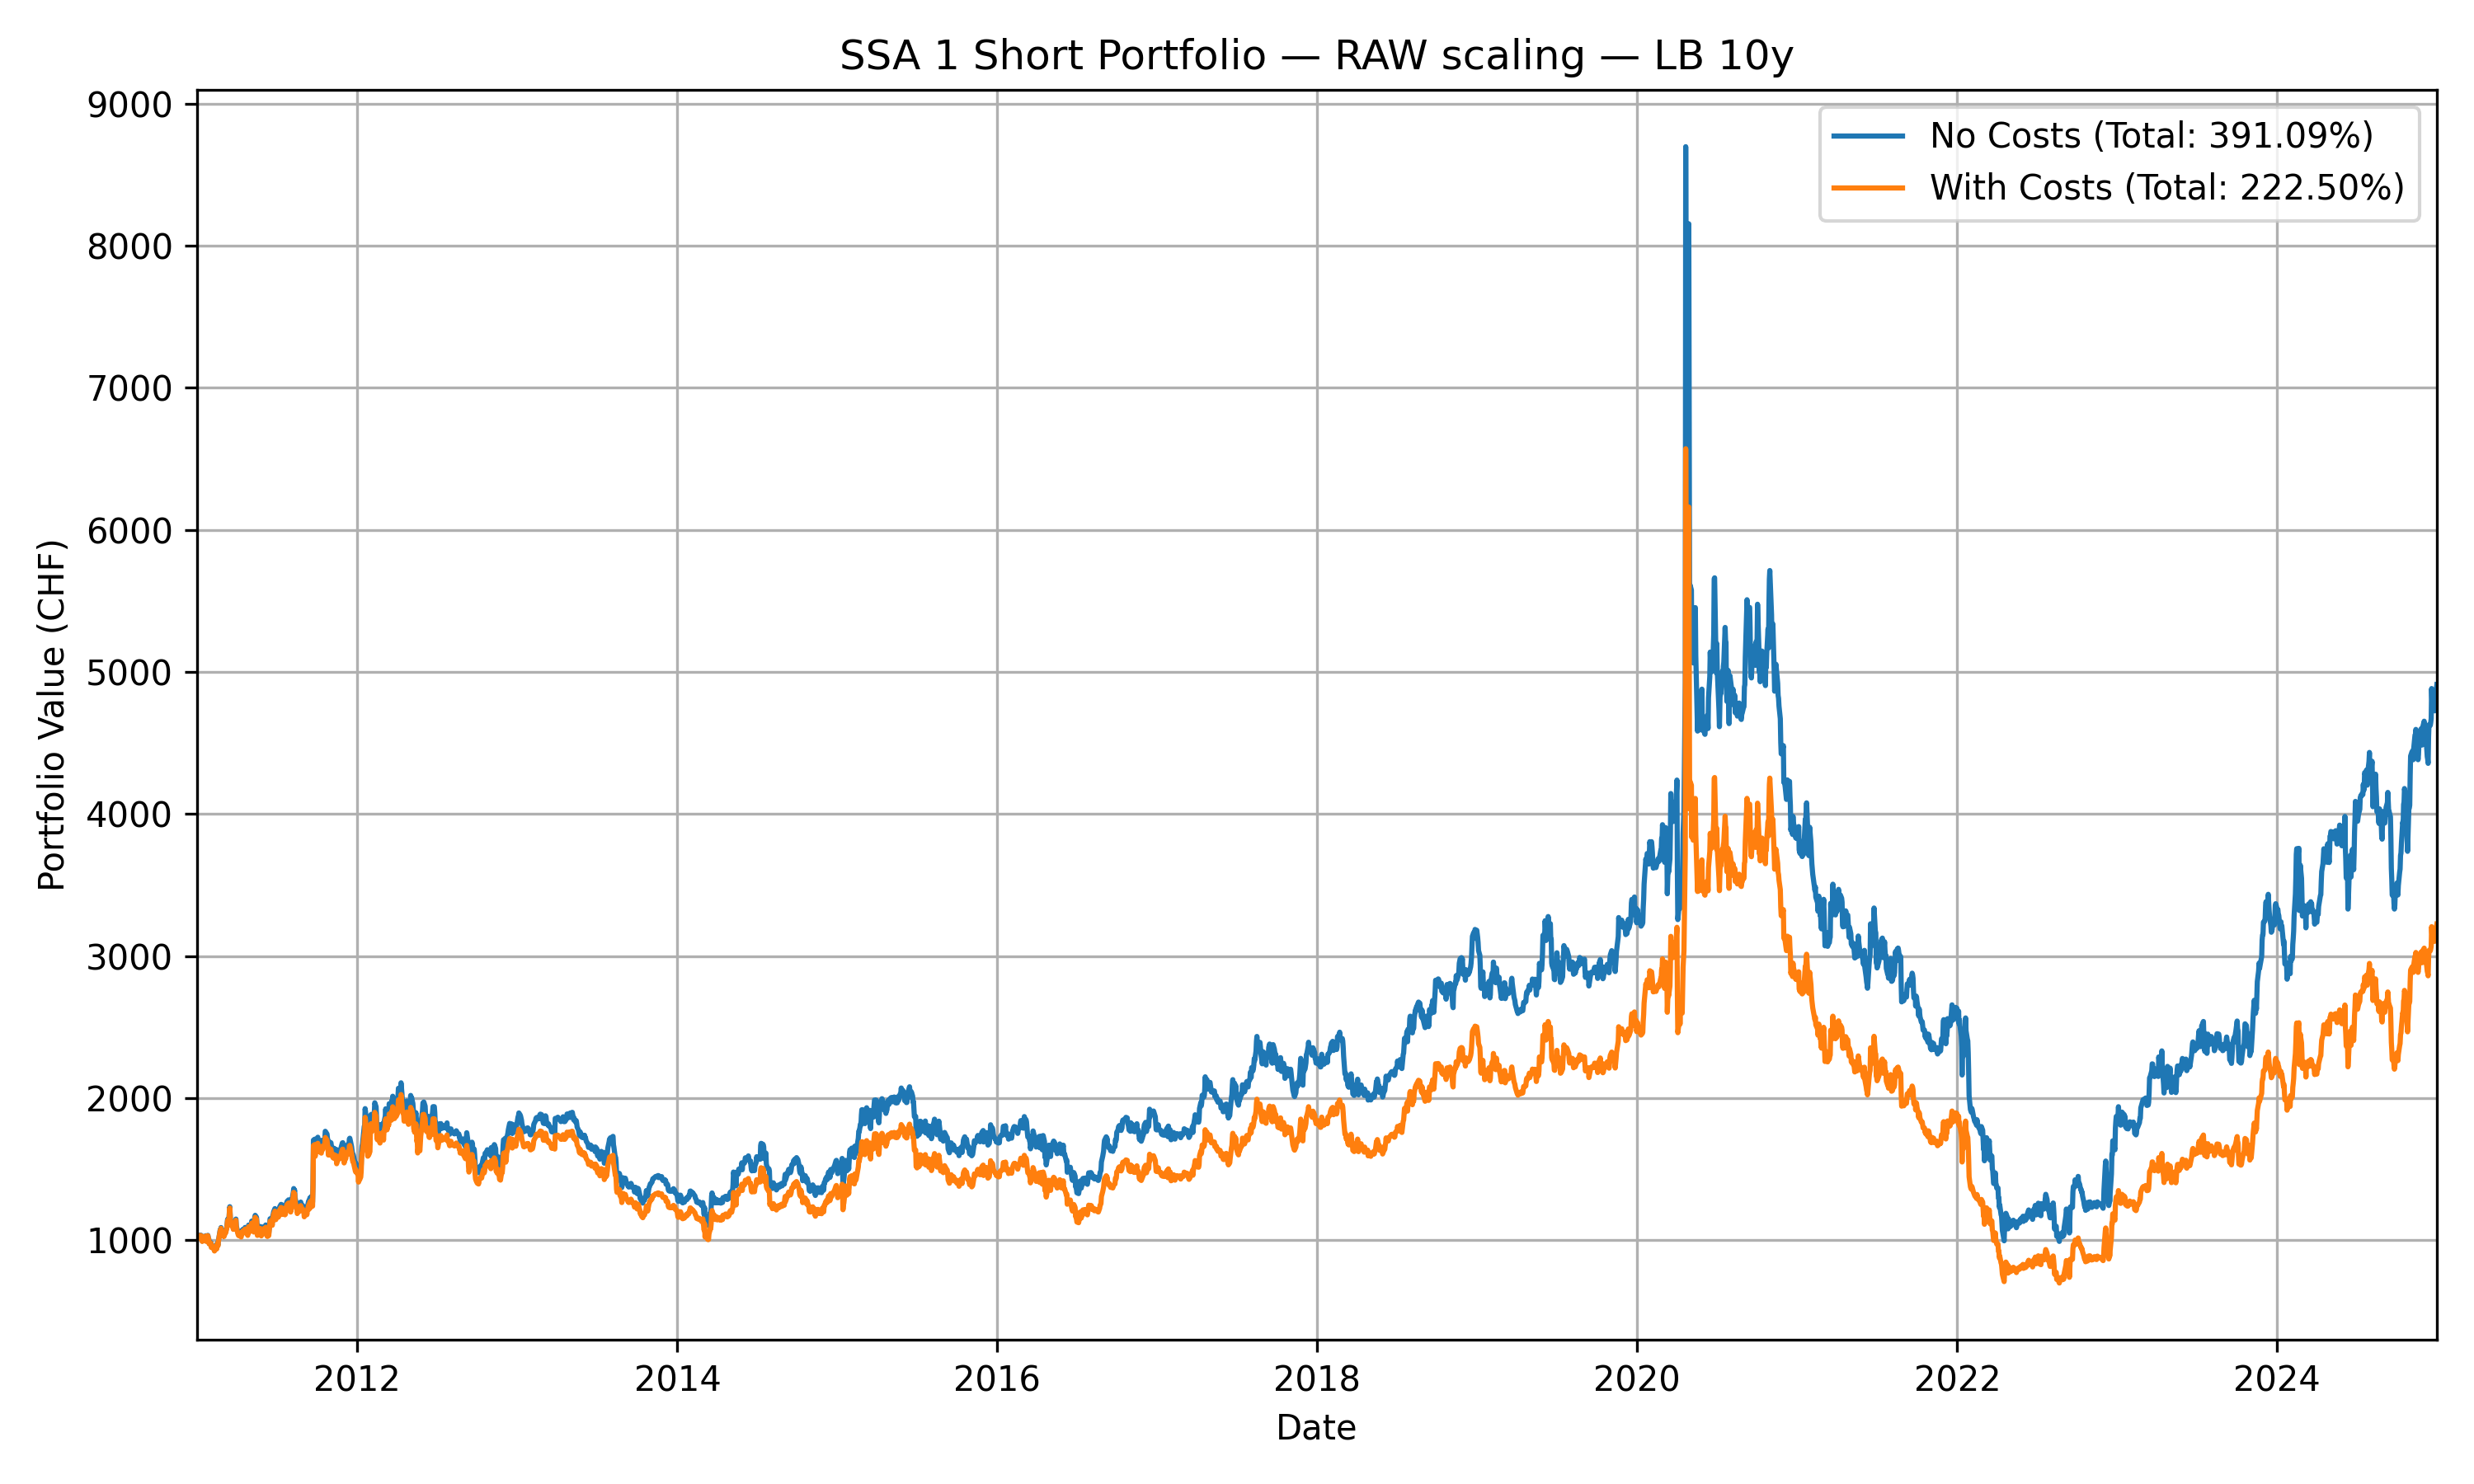 SSA 1 Short Portfolio — RAW scaling — LB 10y
No Costs (Total: 391.09%)
With Costs (Total: 222.50%)
Portfolio Value (CHF)
9000
8000
7000
6000
5000
4000
3000
2000
1000
2012 2014 2016 2018 2020 2022 2024
Date